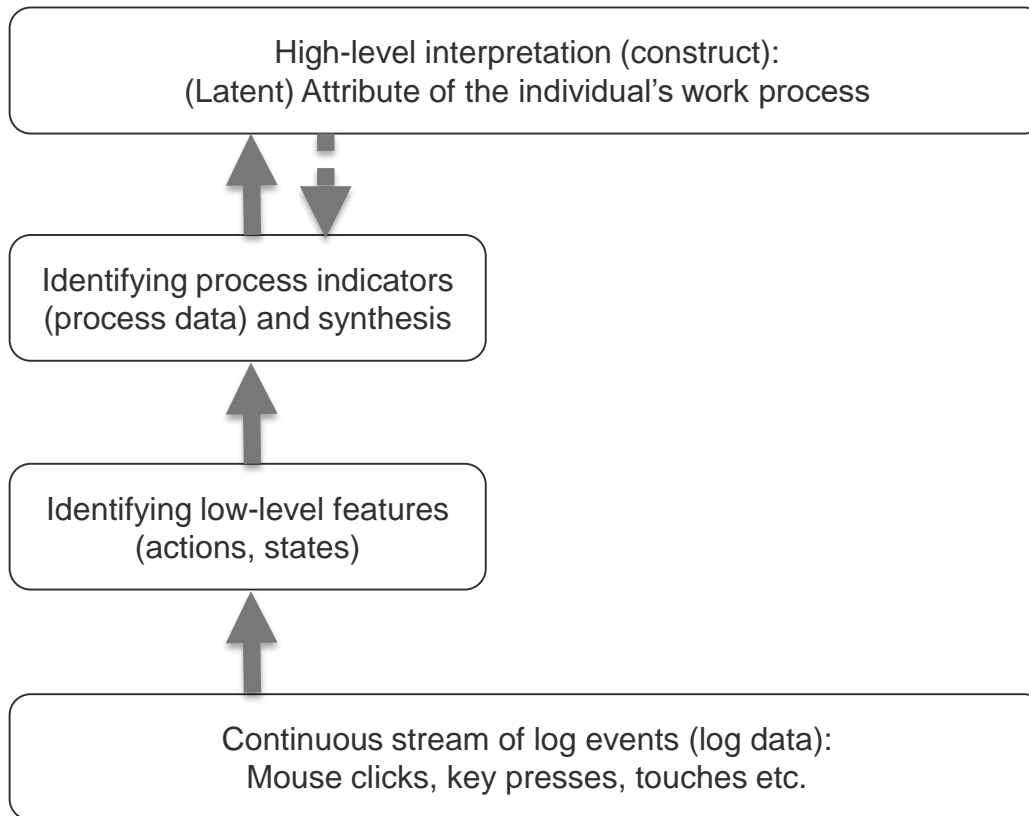 High-level interpretation (construct):
(Latent) Attribute of the individual’s work process
Identifying process indicators
(process data) and synthesis
Identifying low-level features
(actions, states)
Continuous stream of log events (log data):
Mouse clicks, key presses, touches etc.